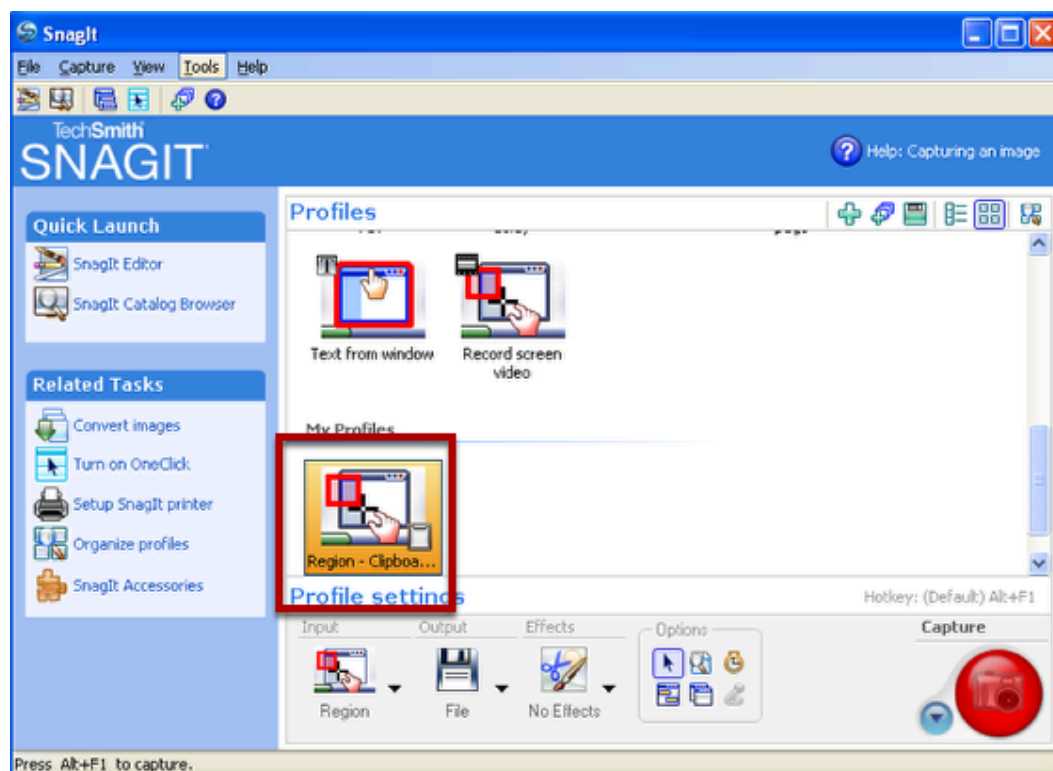 SnagIt
File Capture View Tools Help
TechSmith
SNAGIT
Help: Capturing an image
Quick Launch
SnagIt Editor
SnagIt Catalog Browser
Related Tasks
Convert images
Turn on OneClick
Setup SnagIt printer
Organize profiles
SnagIt Accessories
Profiles
Text from window
Record screen
video
My Profiles
Region - Clipboa...
Profile settings
Hotkey: (Default) Alt+F1
Input Output Effects Options Capture
Region File No Effects
Press Alt+F1 to capture.